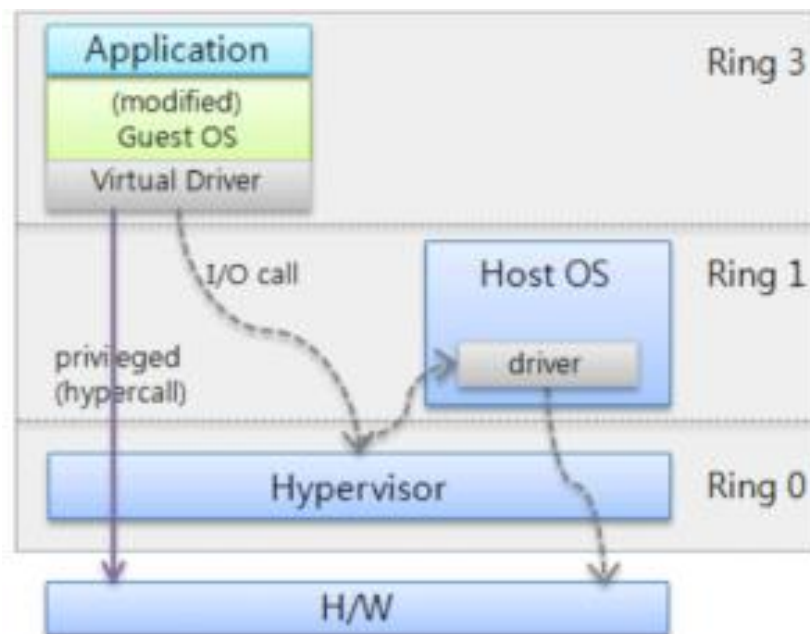 Application
Ring 3
(modified)
Guest OS
Virtual Driver
I/O call
Host OS
Ring 1
privileged
(hypercall)
driver
Hypervisor
Ring 0
H/W